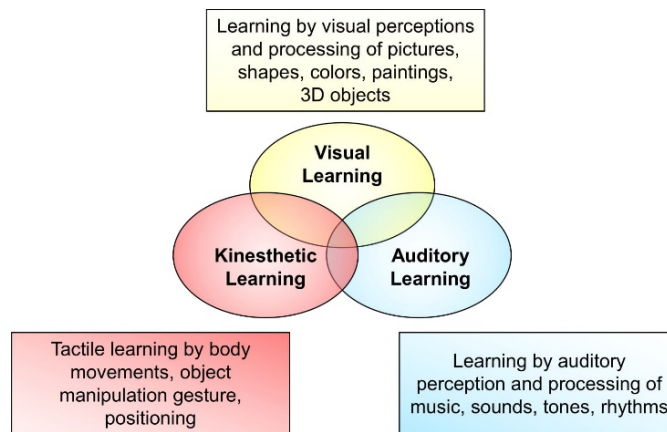 Learning by visual perceptions
and processing of pictures,
shapes, colors, paintings,
3D objects
Visual
Learning
Kinesthetic
Learning
Auditory
Learning
Tactile learning by body
movements, object
manipulation gesture,
positioning
Learning by auditory
perception and processing of
music, sounds, tones, rhythms